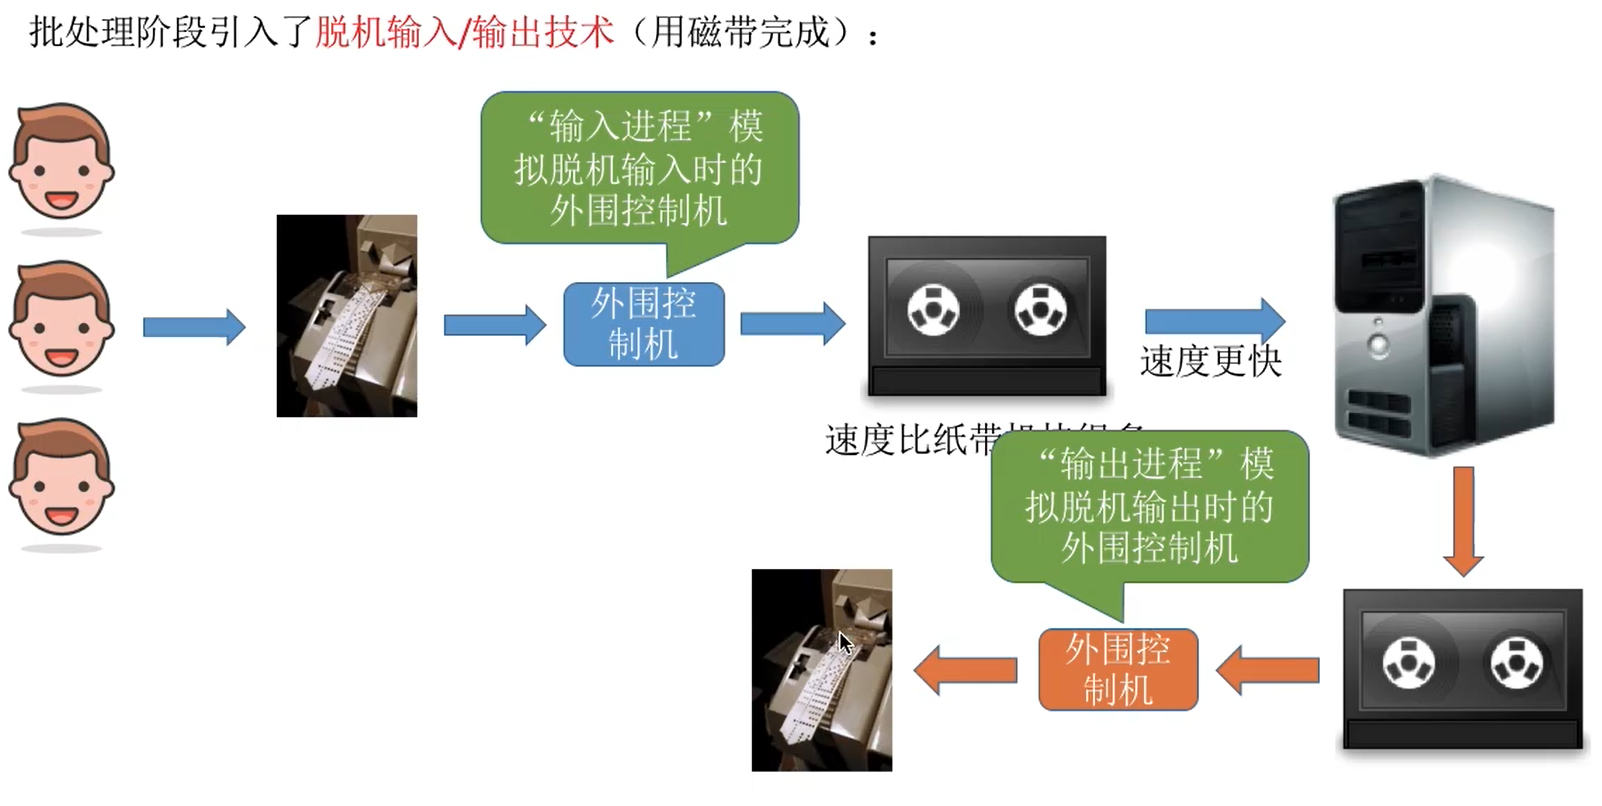 批处理阶段引入了脱机输入/输出技术（用磁带完成）：
“输入进程”模
拟脱机输入时的
外围控制机
外围控
制机
速度更快
速度比纸带机
“输出进程”模
拟脱机输出时的
外围控制机
外围控
制机